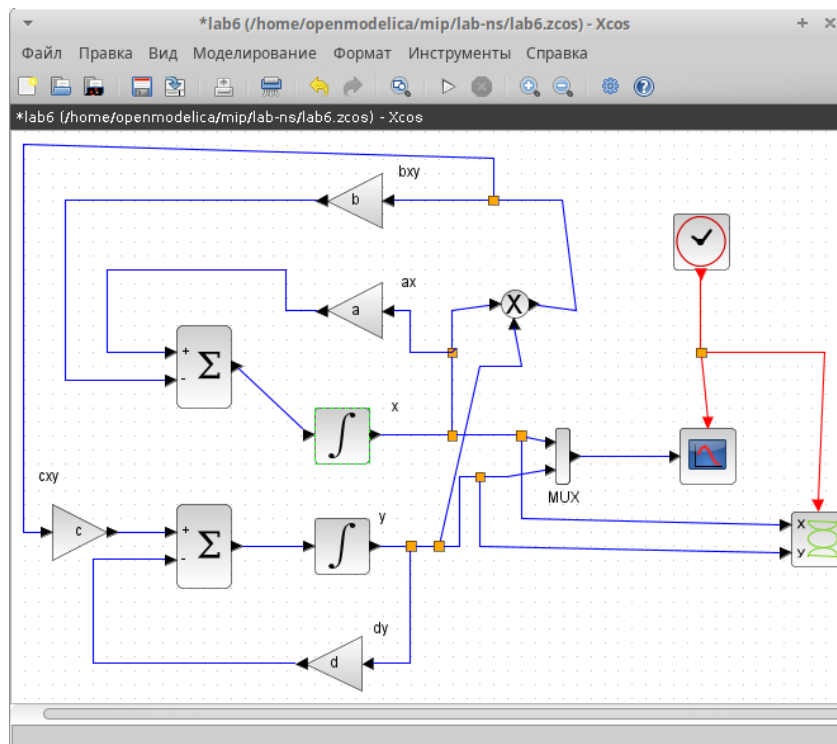 *lab6 (/home/openmodelica/mip/lab-ns/lab6.zcos) - Xcos
Файл Правка Вид Моделирование Формат Инструменты Справка
*lab6 (/home/openmodelica/mip/lab-ns/lab6.zcos) - Xcos
bxy
b
ax
a
X
+
Σ
-
x
∫
cxy
MUX
c
y
+
Σ
-
∫
X
Y
dy
d